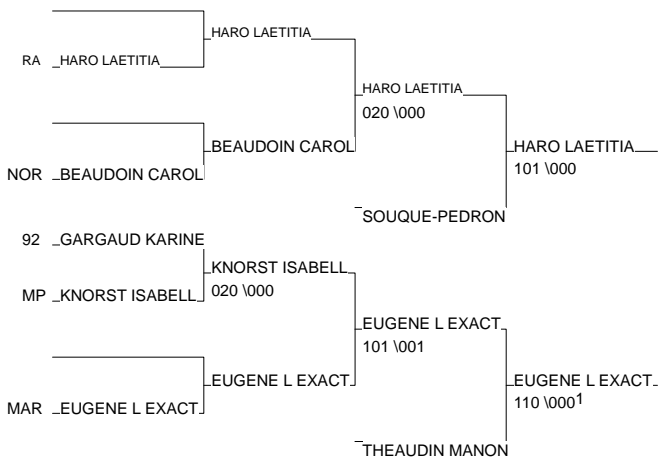 HARO LAETITIA
RA HARO LAETITIA
HARO LAETITIA
020 \000
BEAUDOIN CAROL
HARO LAETITIA
101 \000
NOR BEAUDOIN CAROL
SOUQUE-PEDRON
92 GARGAUD KARINE
KNORST ISABELL
020 \000
MP KNORST ISABELL
EUGENE L EXACT
101 \001
EUGENE L EXACT
EUGENE L EXACT
110 \0001
MAR EUGENE L EXACT
THEAUDIN MANON